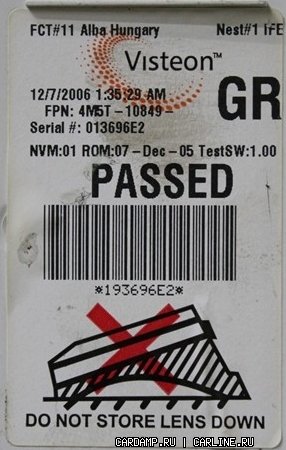 FCT#11 Alba Hungary Nest#1 IFE
Visteon™
12/7/2006 1:35:29 AM
GR
FPN: 4M5T-10849-
Serial #: 013696E2
NVM:01 ROM:07-Dec-05 TestSW:1.00
PASSED
*193696E2*
DO NOT STORE LENS DOWN
CARDAMP.RU | CARLINE.RU